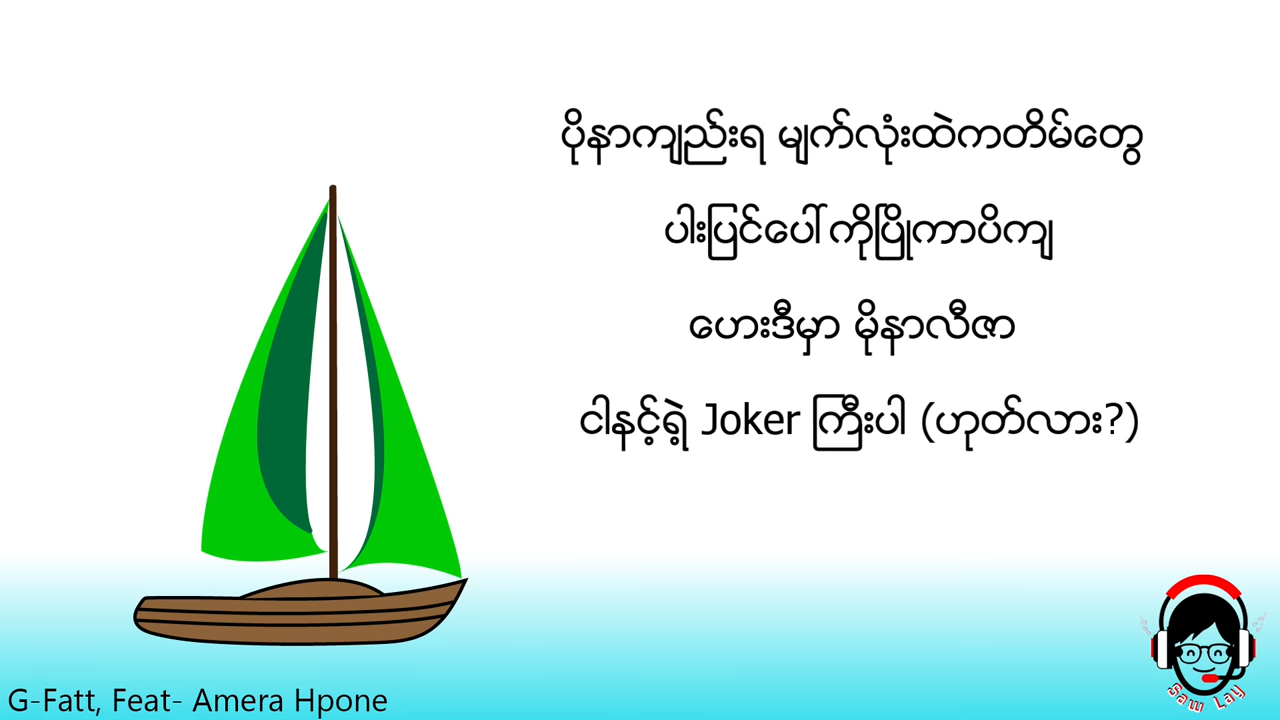 ပိုနာကျည်းရ မျက်လုံးထဲကတိမ်တွေ
ပါးပြင်ပေါ်ကိုပြိုကာပိကျ
ဟေးဒီမှာ မိုနာလီဇာ
ငါနင့်ရဲ့ Joker ကြီးပါ (ဟုတ်လား?)
Saw Lay
G-Fatt, Feat- Amera Hpone